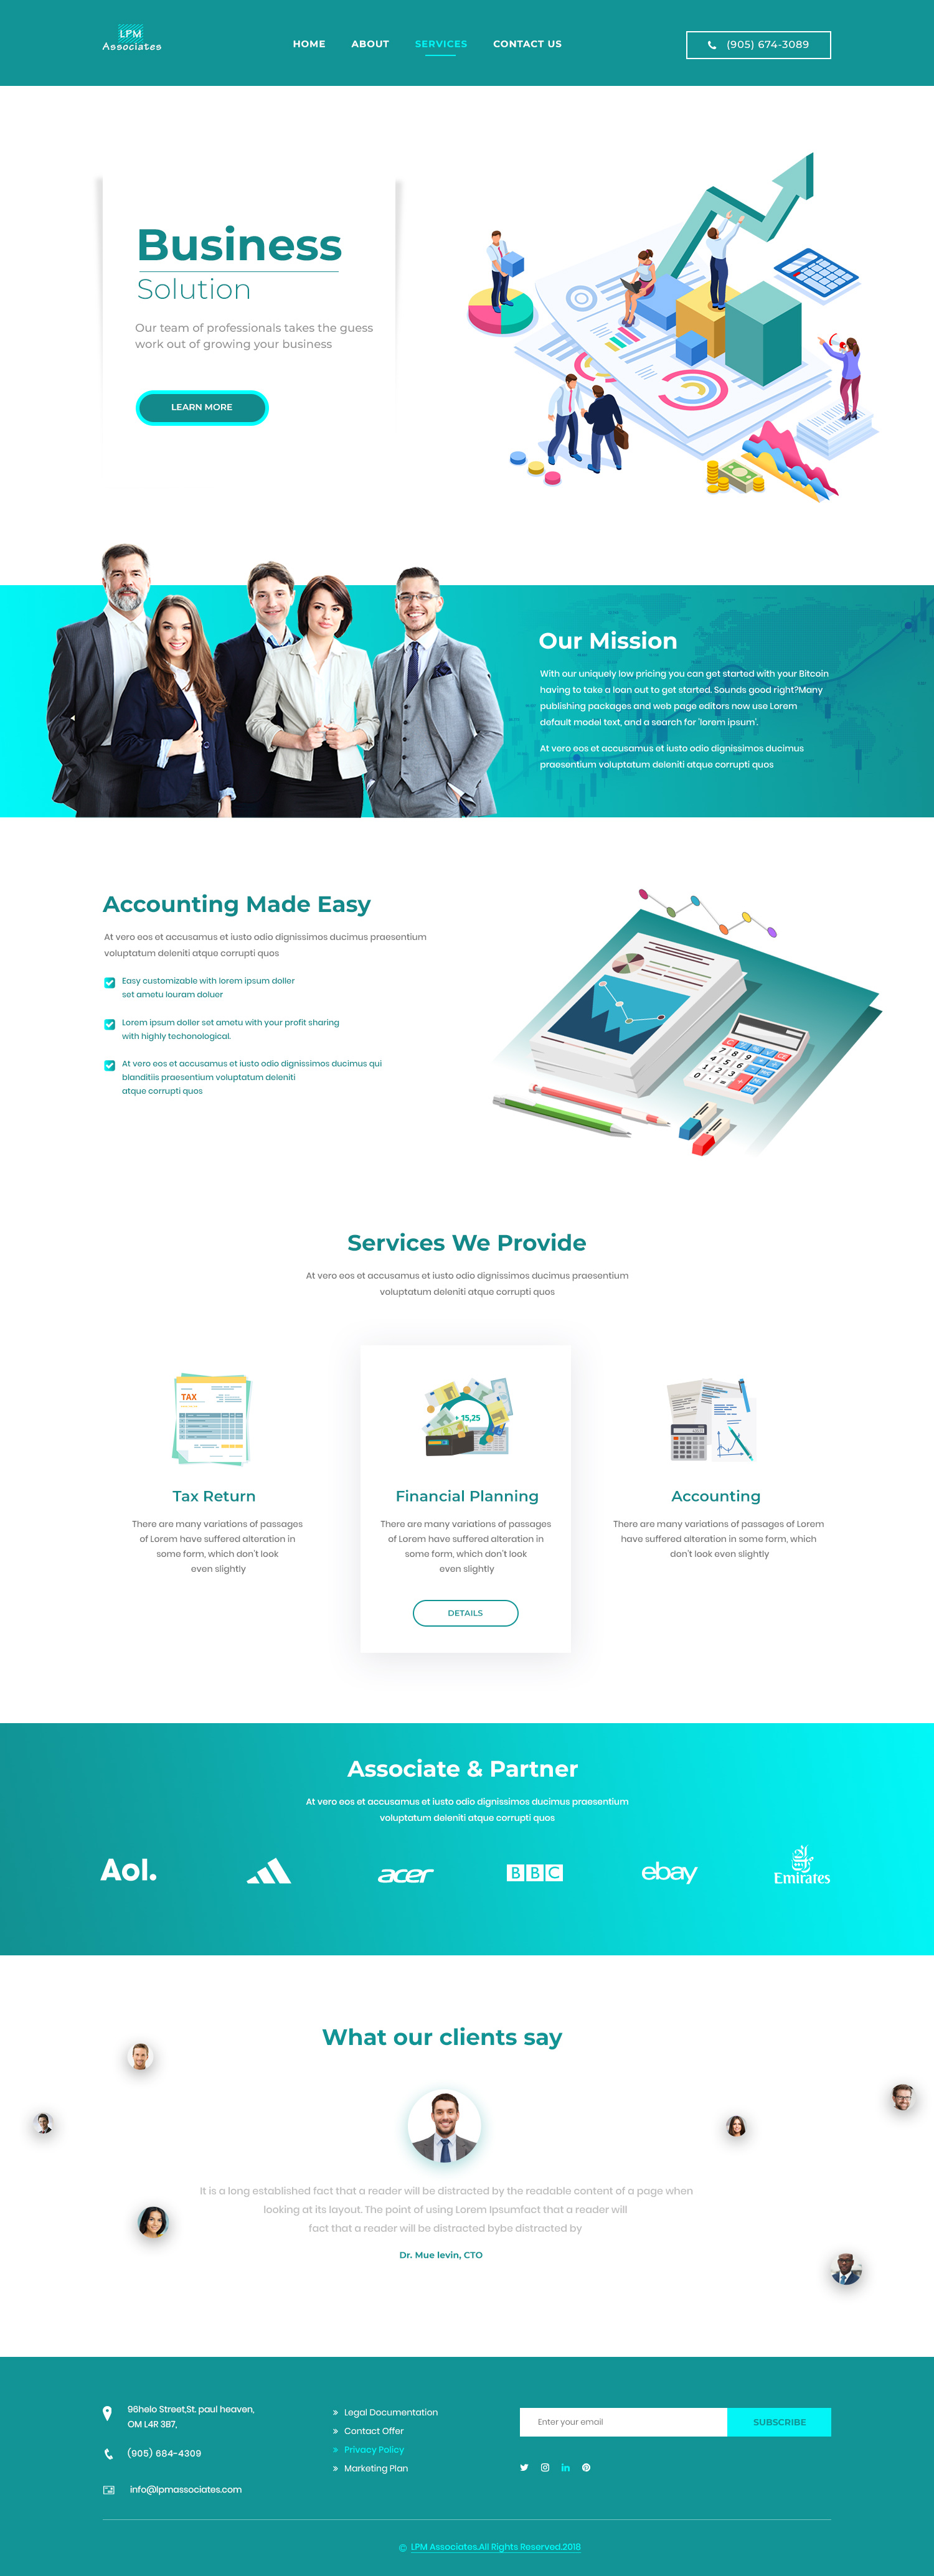 LPM
Associates
HOME ABOUT SERVICES CONTACT US
(905) 674-3089
Business
Solution
Our team of professionals takes the guess
work out of growing your business
LEARN MORE
Our Mission
With our uniquely low pricing you can get started with your Bitcoin
having to take a loan out to get started. Sounds good right?Many
publishing packages and web page editors now use Lorem
default model text, and a search for 'lorem ipsum'.
At vero eos et accusamus et iusto odio dignissimos ducimus
praesentium voluptatum deleniti atque corrupti quos
Accounting Made Easy
At vero eos et accusamus et iusto odio dignissimos ducimus praesentium
voluptatum deleniti atque corrupti quos
Easy customizable with lorem ipsum doller
set ametu louram doluer
Lorem ipsum doller set ametu with your profit sharing
with highly techonological.
At vero eos et accusamus et iusto odio dignissimos ducimus qui
blanditiis praesentium voluptatum deleniti
atque corrupti quos
Services We Provide
At vero eos et accusamus et iusto odio dignissimos ducimus praesentium
voluptatum deleniti atque corrupti quos
TAX
Tax Return
There are many variations of passages
of Lorem have suffered alteration in
some form, which don't look
even slightly
+ 15,25
Financial Planning
There are many variations of passages
of Lorem have suffered alteration in
some form, which don't look
even slightly
DETAILS
Accounting
There are many variations of passages of Lorem
have suffered alteration in some form, which
don't look even slightly
Associate & Partner
At vero eos et accusamus et iusto odio dignissimos ducimus praesentium
voluptatum deleniti atque corrupti quos
Aol. acer BBC ebay Emirates
What our clients say
It is a long established fact that a reader will be distracted by the readable content of a page when
looking at its layout. The point of using Lorem Ipsumfact that a reader will
fact that a reader will be distracted bybe distracted by
Dr. Mue levin, CTO
96helo Street,St. paul heaven,
OM L4R 3B7,
(905) 684-4309
info@lpmassociates.com
» Legal Documentation
» Contact Offer
» Privacy Policy
» Marketing Plan
Enter your email
SUBSCRIBE
© LPM Associates.All Rights Reserved.2018